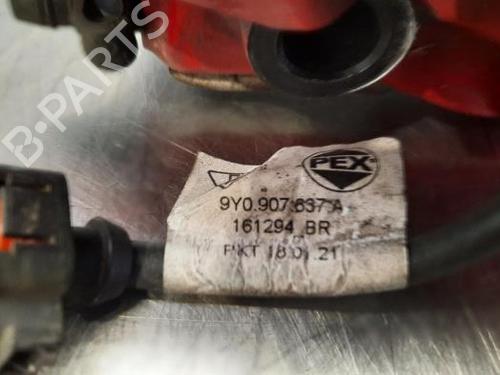 B-PARTS
PEX
9Y0.907.637 A
161294 BR
PKT 18.01.21